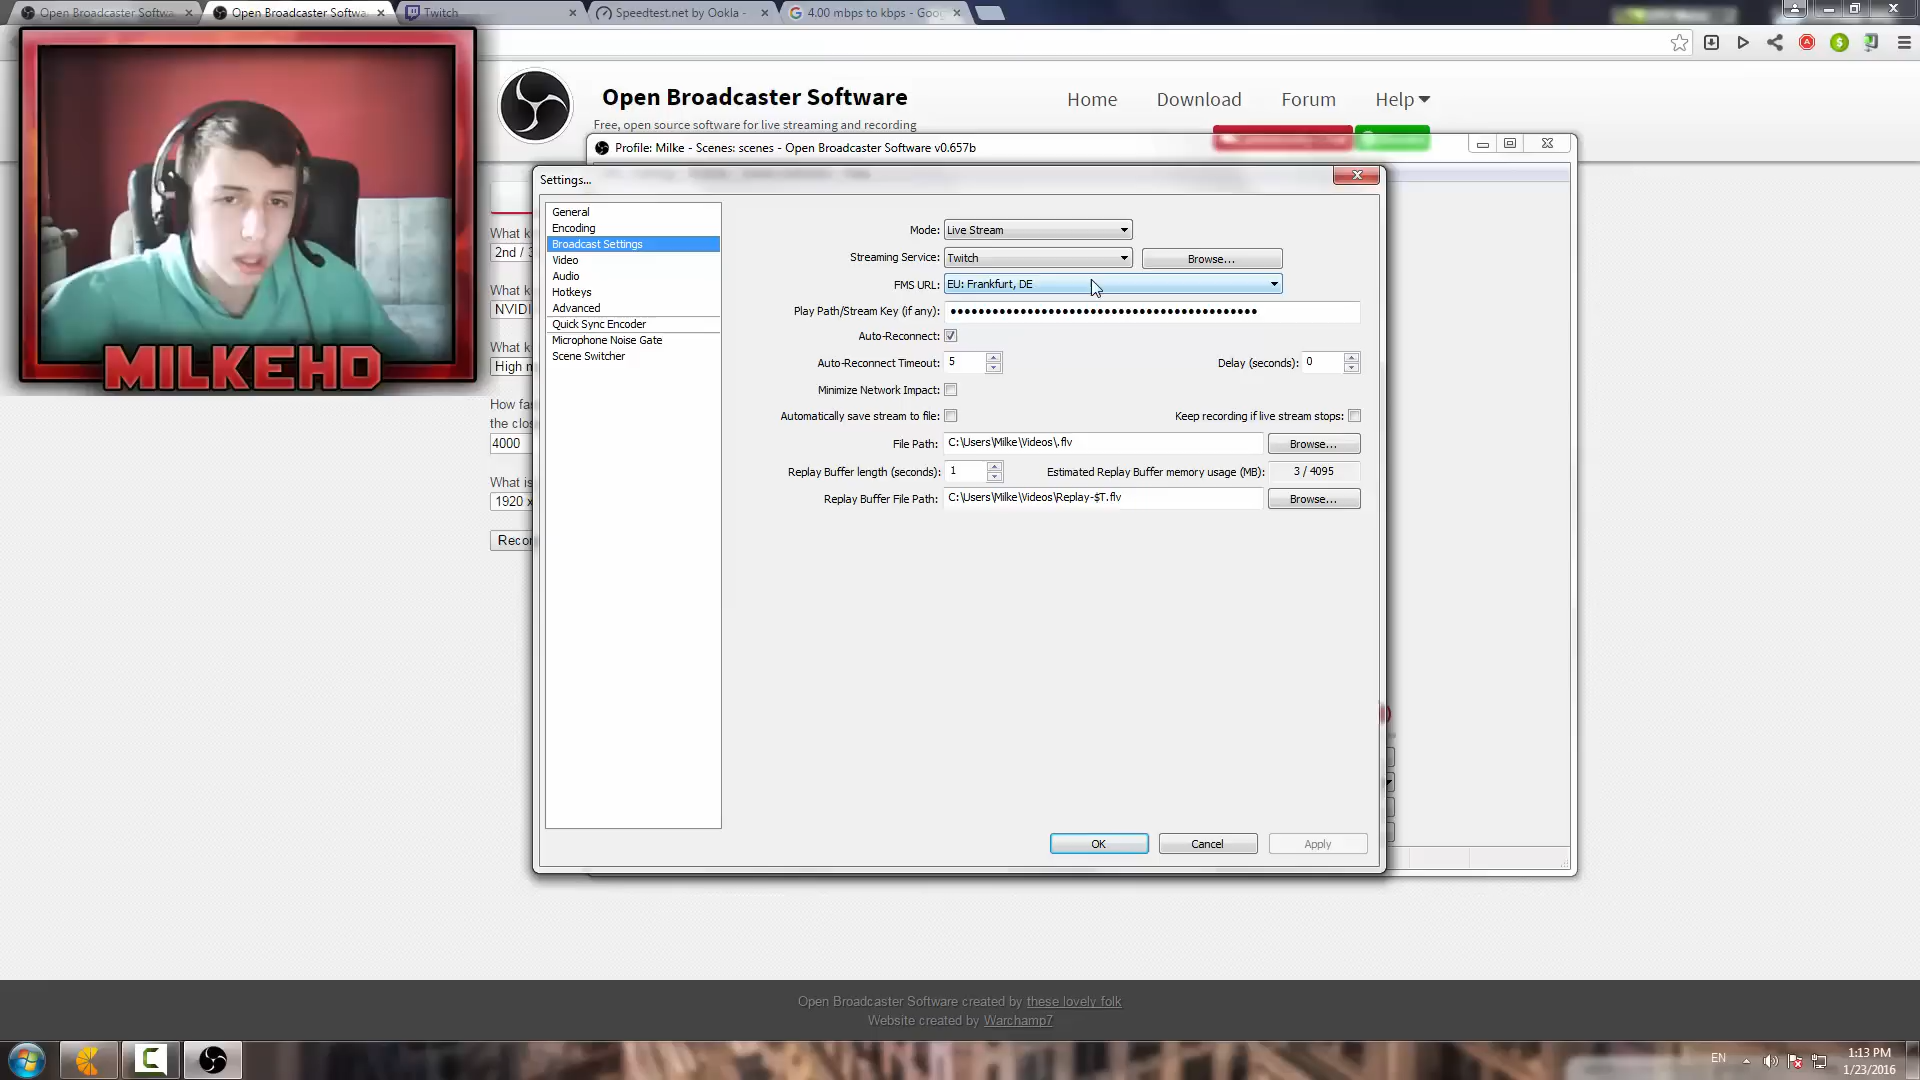 Open Broadcaster Softwa
Open Broadcaster Softwa
Twitch
Speedtest.net by Ookla -
4.00 mbps to kbps - Goo
Open Broadcaster Software
Free, open source software for live streaming and recording
Home
Download
Forum
Help
Profile: Milke - Scenes: scenes - Open Broadcaster Software v0.657b
Settings...
General
Encoding
Broadcast Settings
Video
Audio
Hotkeys
Advanced
Quick Sync Encoder
Microphone Noise Gate
Scene Switcher
Mode: Live Stream
Streaming Service: Twitch Browse...
FMS URL: EU: Frankfurt, DE
Play Path/Stream Key (if any):
Auto-Reconnect:
Auto-Reconnect Timeout: 5 Delay (seconds): 0
Minimize Network Impact:
Automatically save stream to file: Keep recording if live stream stops:
File Path: C:\Users\Milke\Videos\.flv Browse...
Replay Buffer length (seconds): 1 Estimated Replay Buffer memory usage (MB): 3 / 4095
Replay Buffer File Path: C:\Users\Milke\Videos\Replay-$T.flv Browse...
OK Cancel Apply
What k
2nd / 3
What k
NVIDI
What k
High n
How fa
the clos
4000
What is
1920 x
Recor
MILKEHD
Open Broadcaster Software created by these lovely folk
Website created by Warchamp7
EN
1:13 PM
1/23/2016